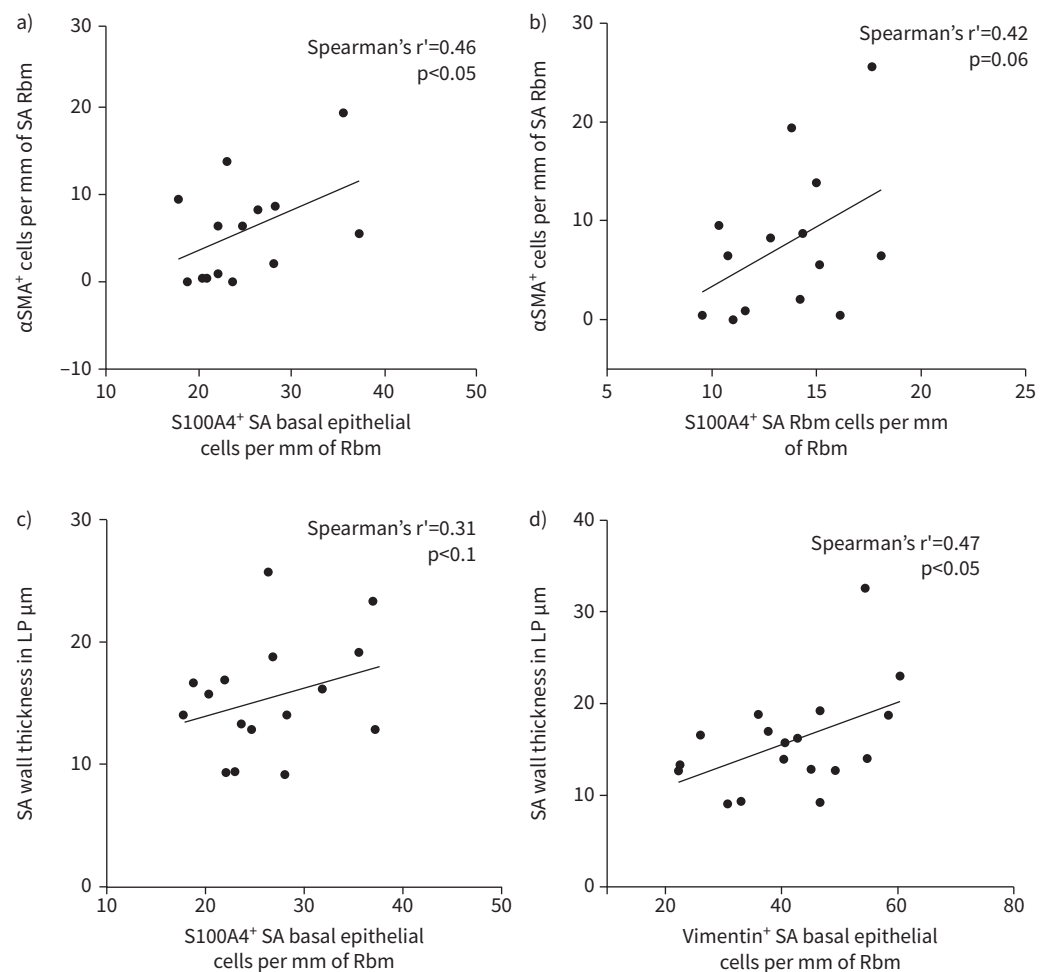 a)
Spearman's r'=0.46
p<0.05
αSMA⁺ cells per mm of SA Rbm
30
20
10
0
–10
10 20 30 40 50
S100A4⁺ SA basal epithelial
cells per mm of Rbm
b)
Spearman's r'=0.42
p=0.06
αSMA⁺ cells per mm of SA Rbm
30
20
10
0
5 10 15 20 25
S100A4⁺ SA Rbm cells per mm
of Rbm
c)
Spearman's r'=0.31
p<0.1
SA wall thickness in LP μm
30
20
10
0
10 20 30 40 50
S100A4⁺ SA basal epithelial
cells per mm of Rbm
d)
Spearman's r'=0.47
p<0.05
SA wall thickness in LP μm
40
30
20
10
0
20 40 60 80
Vimentin⁺ SA basal epithelial
cells per mm of Rbm